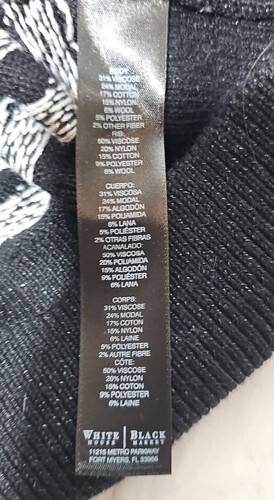 BODY:
31% VISCOSE
24% MODAL
17% COTTON
15% NYLON
6% WOOL
5% POLYESTER
2% OTHER FIBER
RIB:
50% VISCOSE
20% NYLON
15% COTTON
9% POLYESTER
6% WOOL
CUERPO:
31% VISCOSA
24% MODAL
17% ALGODÓN
15% POLIAMIDA
6% LANA
5% POLIÉSTER
2% OTRAS FIBRAS
ACANALADO:
50% VISCOSA
20% POLIAMIDA
15% ALGODÓN
9% POLIÉSTER
6% LANA
CORPS:
31% VISCOSE
24% MODAL
17% COTON
15% NYLON
6% LAINE
5% POLYESTER
2% AUTRE FIBRE
CÔTE:
50% VISCOSE
20% NYLON
15% COTON
9% POLYESTER
6% LAINE
WHITE | BLACK
HOUSE | MARKET
11215 METRO PARKWAY
FORT MYERS, FL 33966